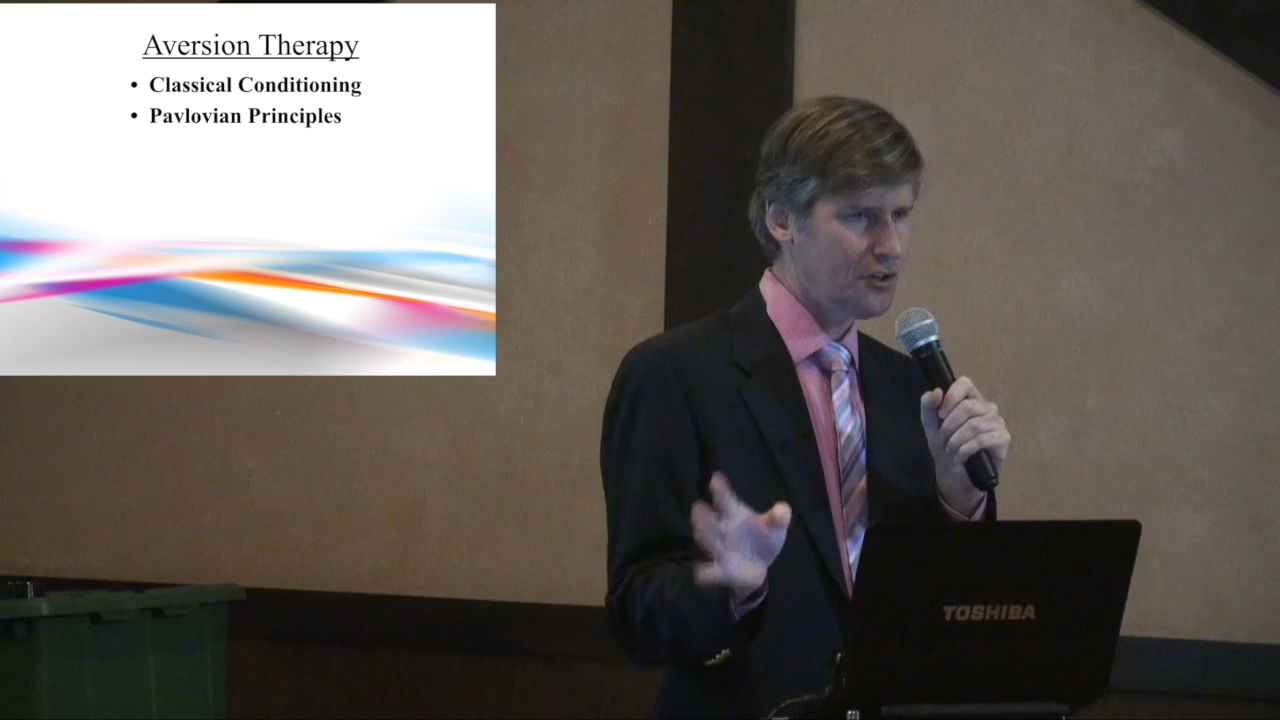 Aversion Therapy
• Classical Conditioning
• Pavlovian Principles
TOSHIBA